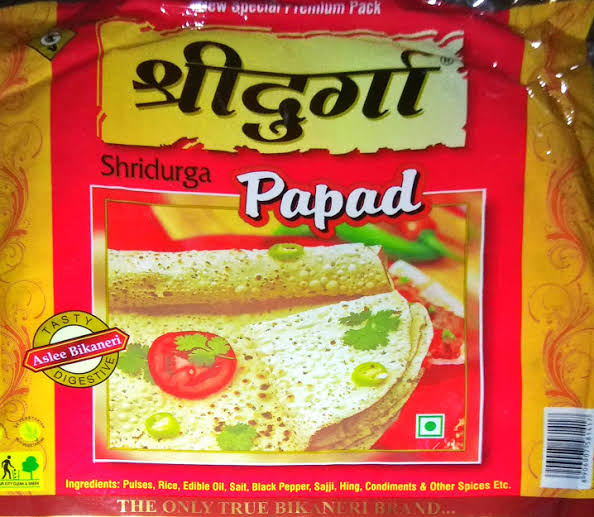 New Special Premium Pack
श्रीदुर्गा®
Shridurga
Papad
TASTY
Aslee Bikaneri
DIGESTIVE
Ingredients: Pulses, Rice, Edible Oil, Salt, Black Pepper, Sajji, Hing, Condiments & Other Spices Etc.
THE ONLY TRUE BIKANERI BRAND...